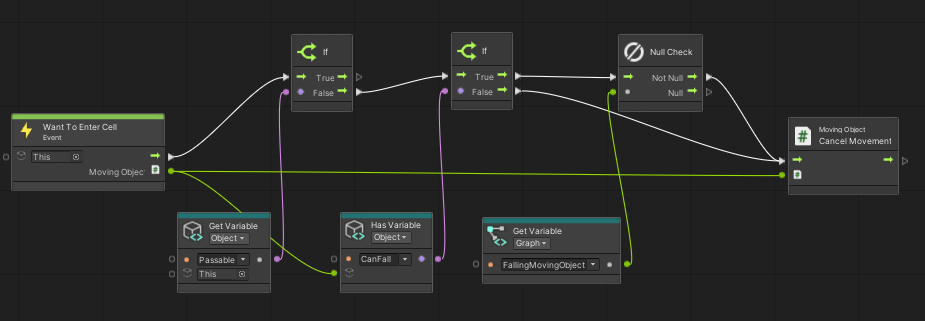 Want To Enter Cell
Event
This
Moving Objec
If
True
False
If
True
False
Null Check
Not Null
Null
Moving Object
Cancel Movement
Get Variable
Object
Passable
This
Has Variable
Object
CanFall
Get Variable
Graph
FallingMovingObject